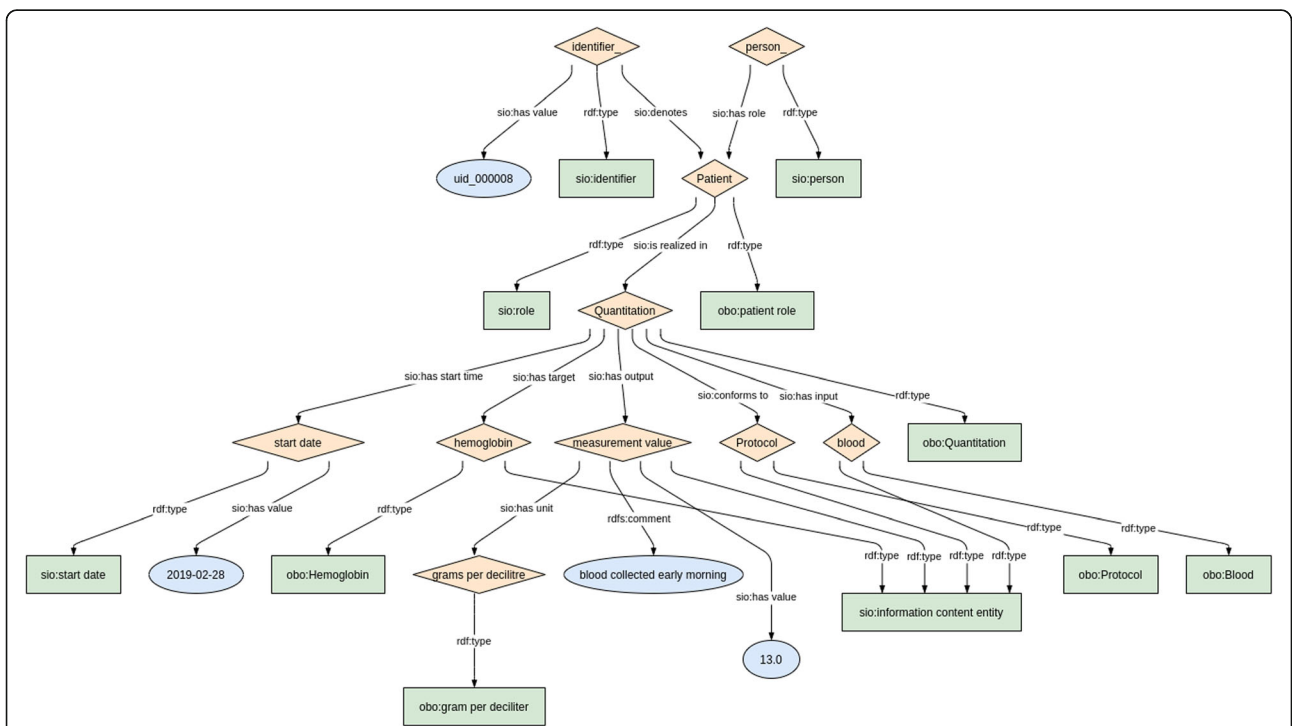 identifier_
person_
sio:has value
rdf:type
sio:denotes
sio:has role
rdf:type
uid_000008
sio:identifier
Patient
sio:person
rdf:type
sio:is realized in
rdf:type
sio:role
Quantitation
obo:patient role
sio:has start time
sio:has target
sio:has output
sio:conforms to
sio:has input
rdf:type
start date
hemoglobin
measurement value
Protocol
blood
obo:Quantitation
rdf:type
sio:has value
rdf:type
sio:has unit
rdfs:comment
rdf:type
rdf:type
rdf:type
rdf:type
rdf:type
rdf:type
sio:start date
2019-02-28
obo:Hemoglobin
grams per decilitre
blood collected early morning
obo:Protocol
obo:Blood
sio:has value
sio:information content entity
rdf:type
13.0
obo:gram per deciliter